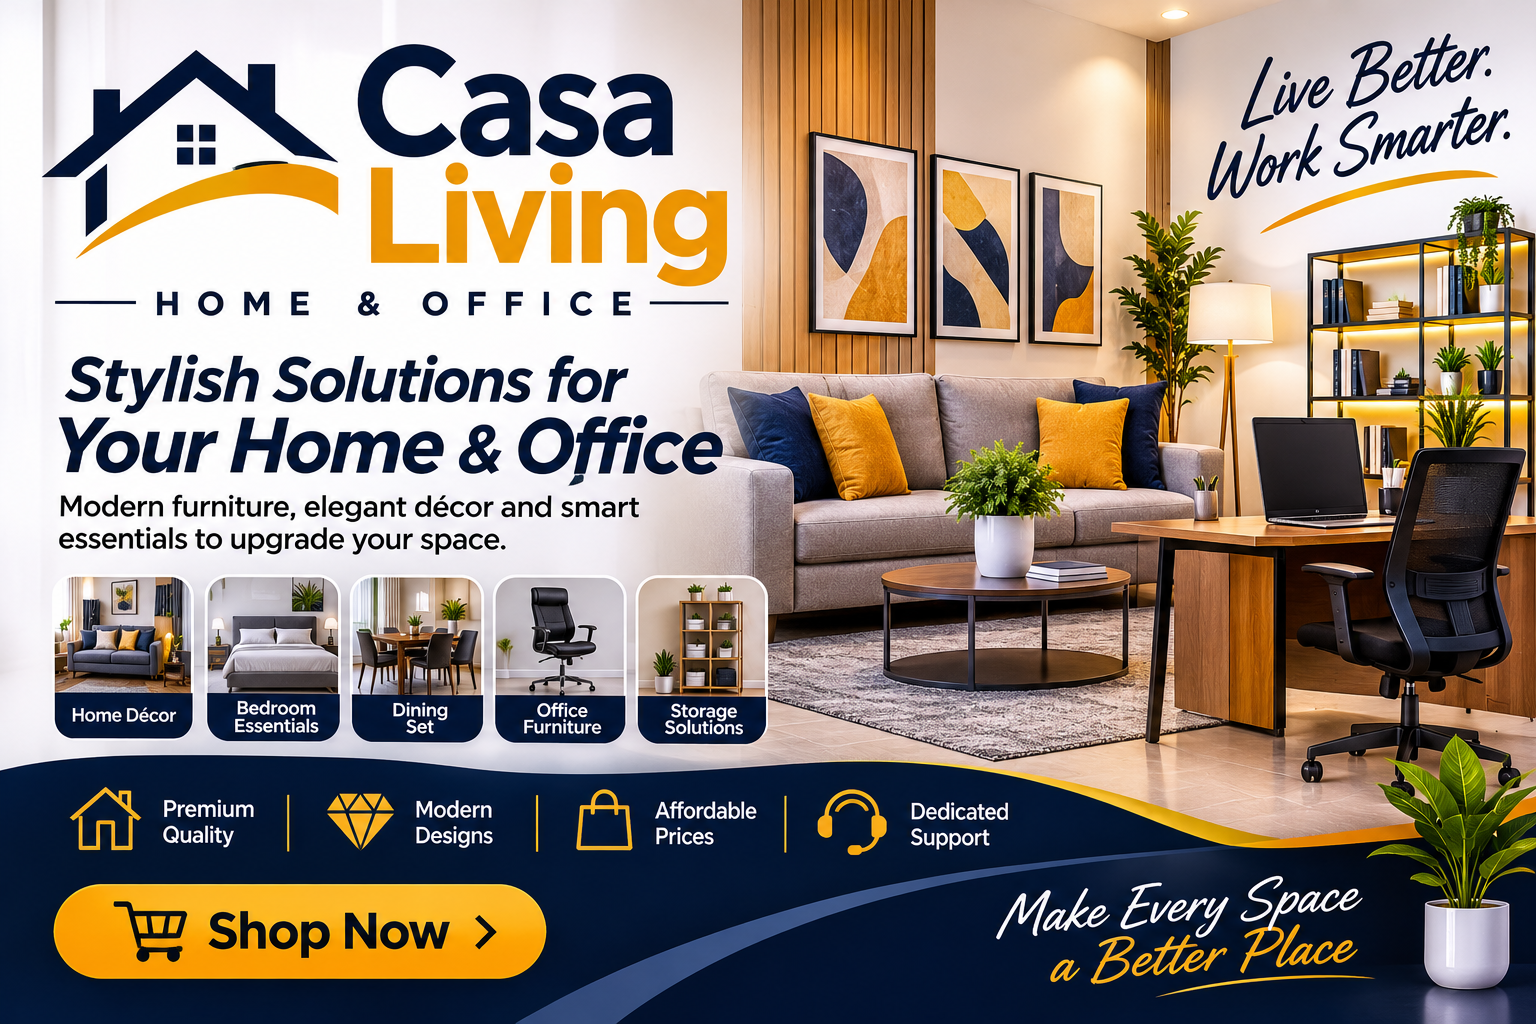 Casa
Living
HOME & OFFICE
Stylish Solutions for
Your Home & Office
Modern furniture, elegant décor and smart
essentials to upgrade your space.
Home Décor
Bedroom
Essentials
Dining
Set
Office
Furniture
Storage
Solutions
Live Better.
Work Smarter.
Premium
Quality
Modern
Designs
Affordable
Prices
Dedicated
Support
Shop Now
Make Every Space
a Better Place